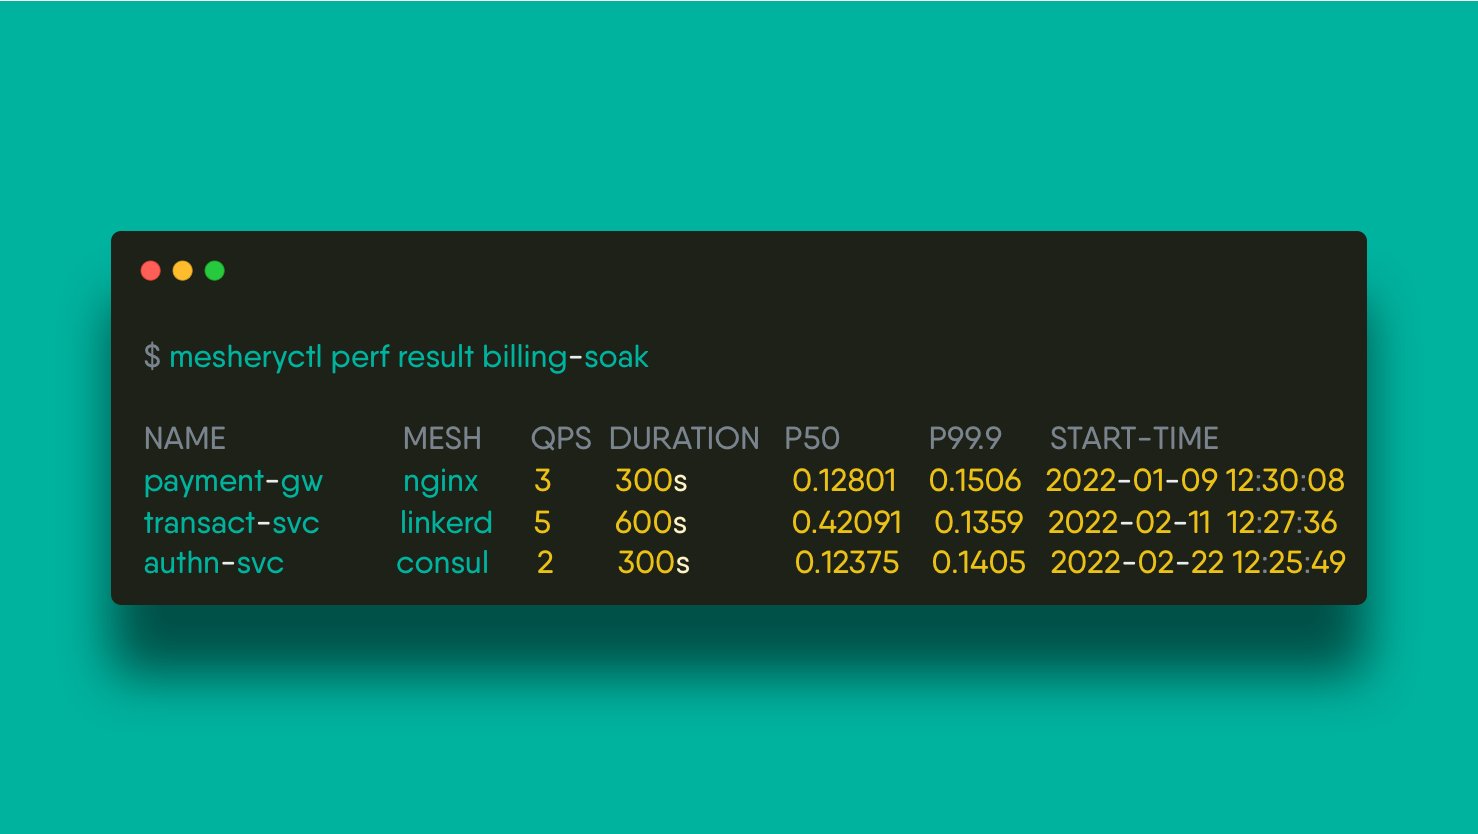 $ mesheryctl perf result billing-soak
NAME MESH QPS DURATION P50 P99.9 START-TIME
payment-gw nginx 3 300s 0.12801 0.1506 2022-01-09 12:30:08
transact-svc linkerd 5 600s 0.42091 0.1359 2022-02-11 12:27:36
authn-svc consul 2 300s 0.12375 0.1405 2022-02-22 12:25:49